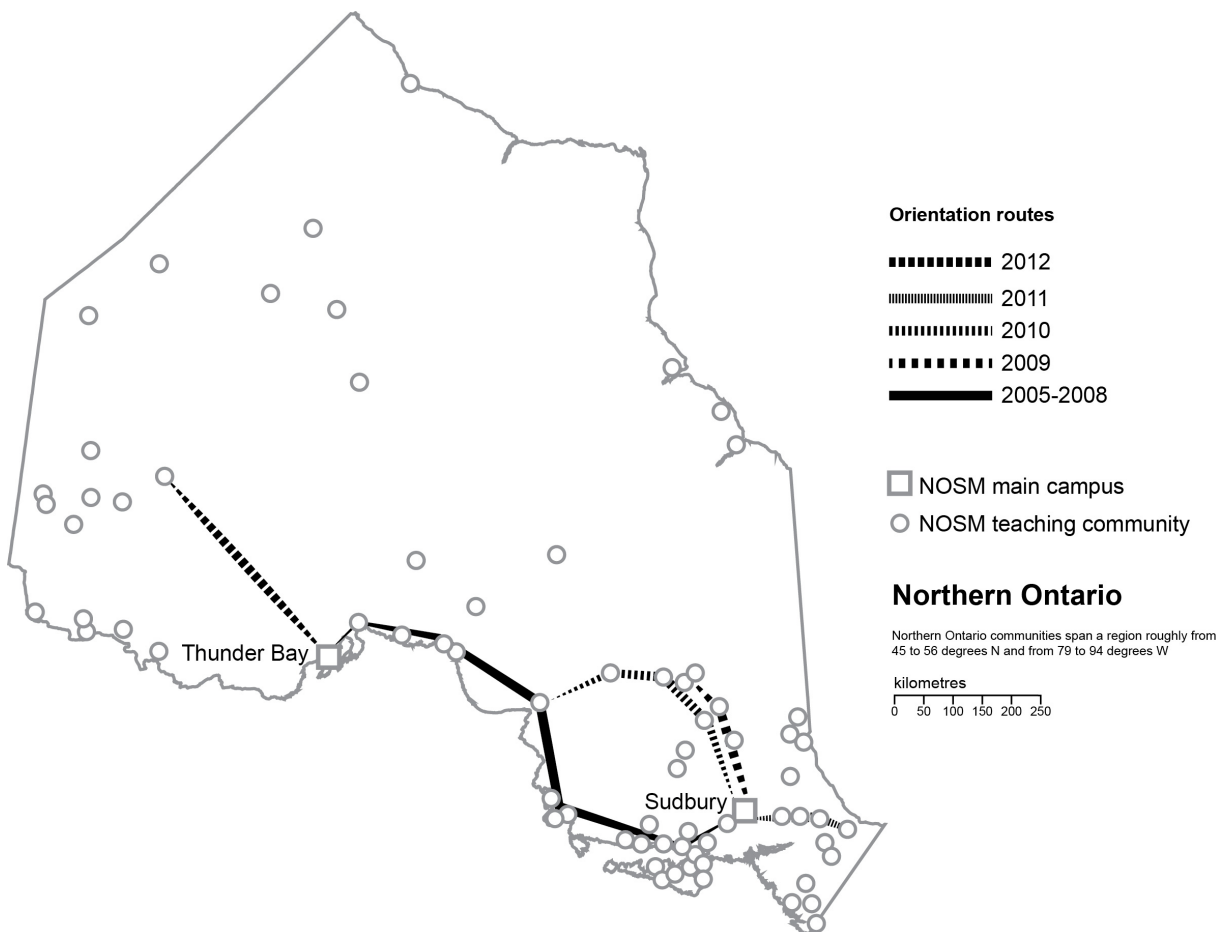 Orientation routes
2012
2011
2010
2009
2005-2008
NOSM main campus
NOSM teaching community
Northern Ontario
Northern Ontario communities span a region roughly from
45 to 56 degrees N and from 79 to 94 degrees W
kilometres
0 50 100 150 200 250
Thunder Bay
Sudbury